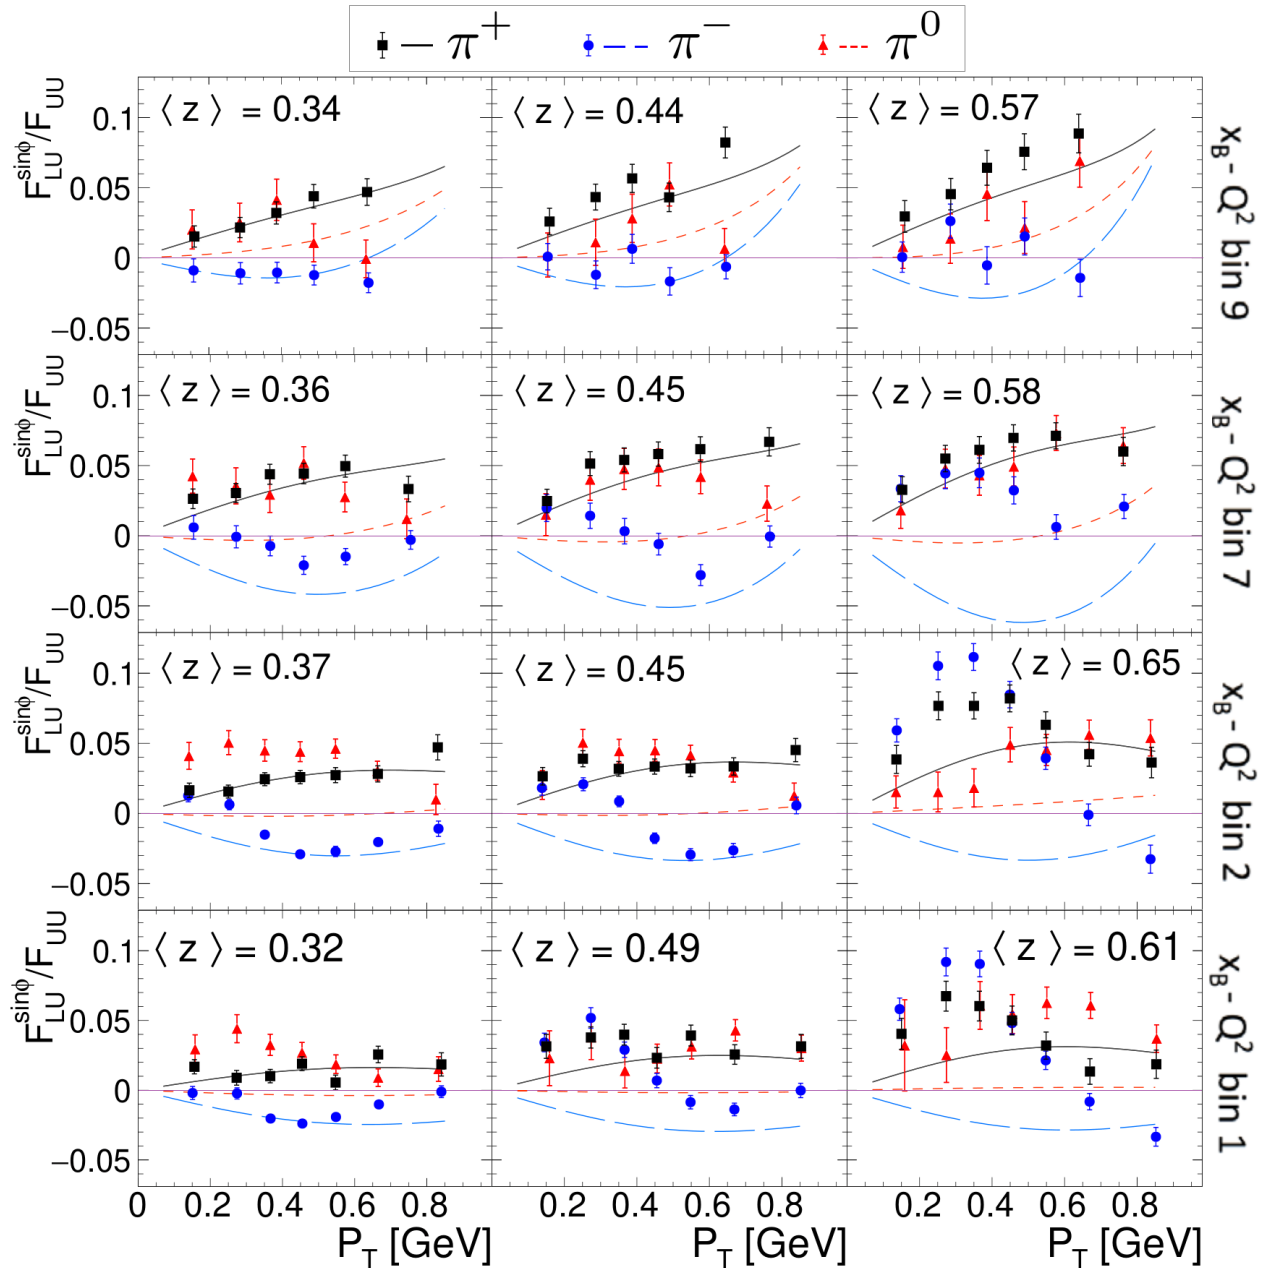 π⁺ π⁻ π⁰
F_LU^sinϕ/F_UU
0.1
0.05
0
−0.05
⟨ z ⟩ = 0.34
⟨ z ⟩ = 0.44
⟨ z ⟩ = 0.57
x_B - Q² bin 9
F_LU^sinϕ/F_UU
0.1
0.05
0
−0.05
⟨ z ⟩ = 0.36
⟨ z ⟩ = 0.45
⟨ z ⟩ = 0.58
x_B - Q² bin 7
F_LU^sinϕ/F_UU
0.1
0.05
0
−0.05
⟨ z ⟩ = 0.37
⟨ z ⟩ = 0.45
⟨ z ⟩ = 0.65
x_B - Q² bin 2
F_LU^sinϕ/F_UU
0.1
0.05
0
−0.05
⟨ z ⟩ = 0.32
⟨ z ⟩ = 0.49
⟨ z ⟩ = 0.61
x_B - Q² bin 1
0 0.2 0.4 0.6 0.8 0.2 0.4 0.6 0.8 0.2 0.4 0.6 0.8
P_T [GeV] P_T [GeV] P_T [GeV]